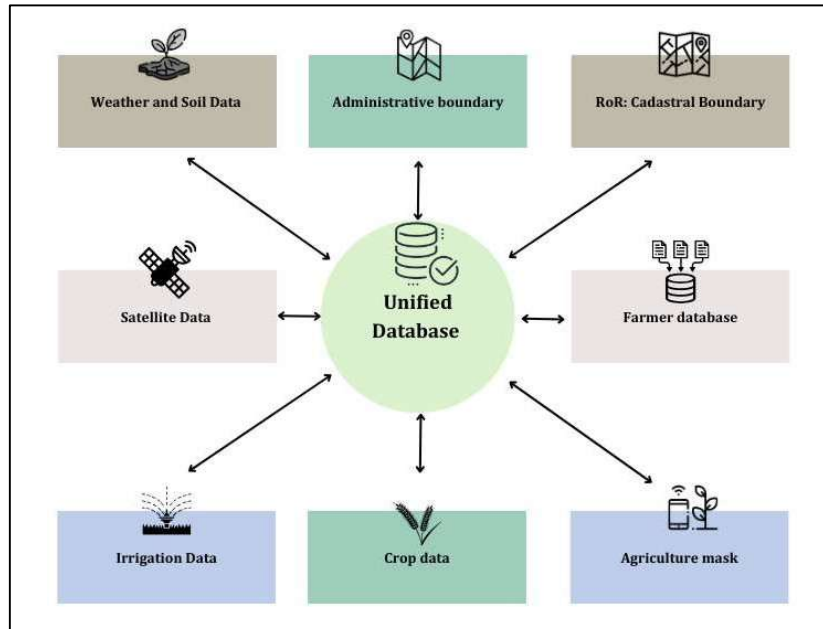 Weather and Soil Data
Administrative boundary
RoR: Cadastral Boundary
Satellite Data
Unified
Database
Farmer database
Irrigation Data
Crop data
Agriculture mask